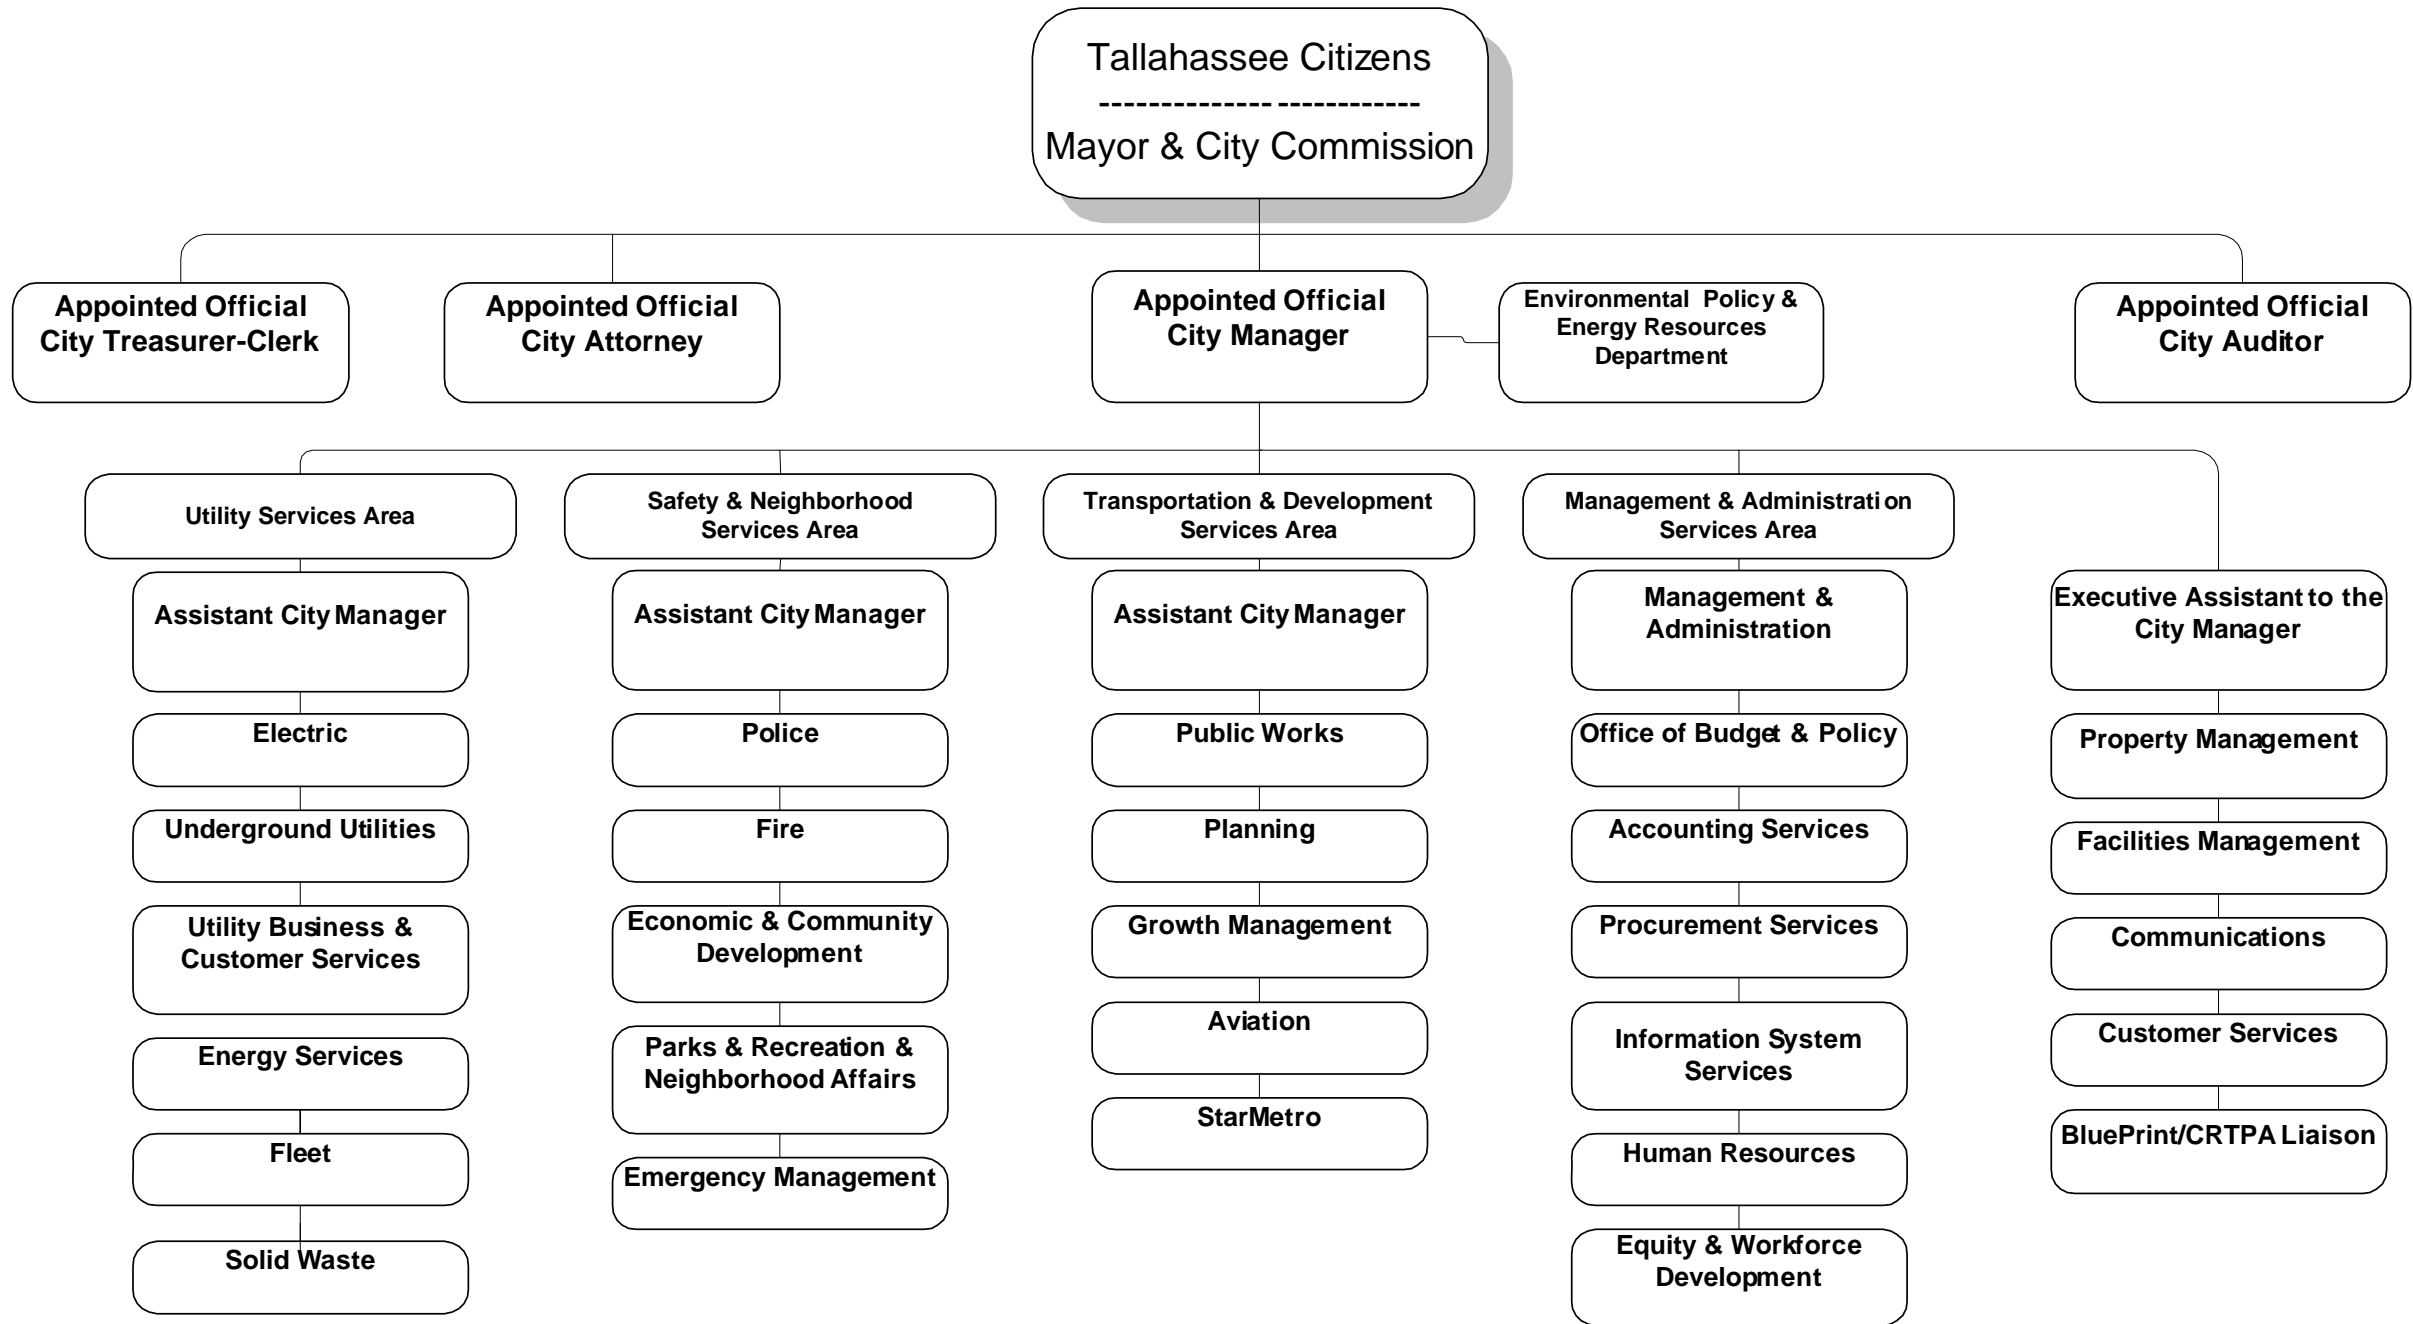 Tallahassee Citizens
--------------------------
Mayor & City Commission
Appointed Official
City Treasurer-Clerk
Appointed Official
City Attorney
Appointed Official
City Manager
Environmental Policy &
Energy Resources
Department
Appointed Official
City Auditor
Utility Services Area
Safety & Neighborhood
Services Area
Transportation & Development
Services Area
Management & Administration
Services Area
Assistant City Manager
Electric
Underground Utilities
Utility Business &
Customer Services
Energy Services
Fleet
Solid Waste
Assistant City Manager
Police
Fire
Economic & Community
Development
Parks & Recreation &
Neighborhood Affairs
Emergency Management
Assistant City Manager
Public Works
Planning
Growth Management
Aviation
StarMetro
Management &
Administration
Office of Budget & Policy
Accounting Services
Procurement Services
Information System
Services
Human Resources
Equity & Workforce
Development
Executive Assistant to the
City Manager
Property Management
Facilities Management
Communications
Customer Services
BluePrint/CRTPA Liaison